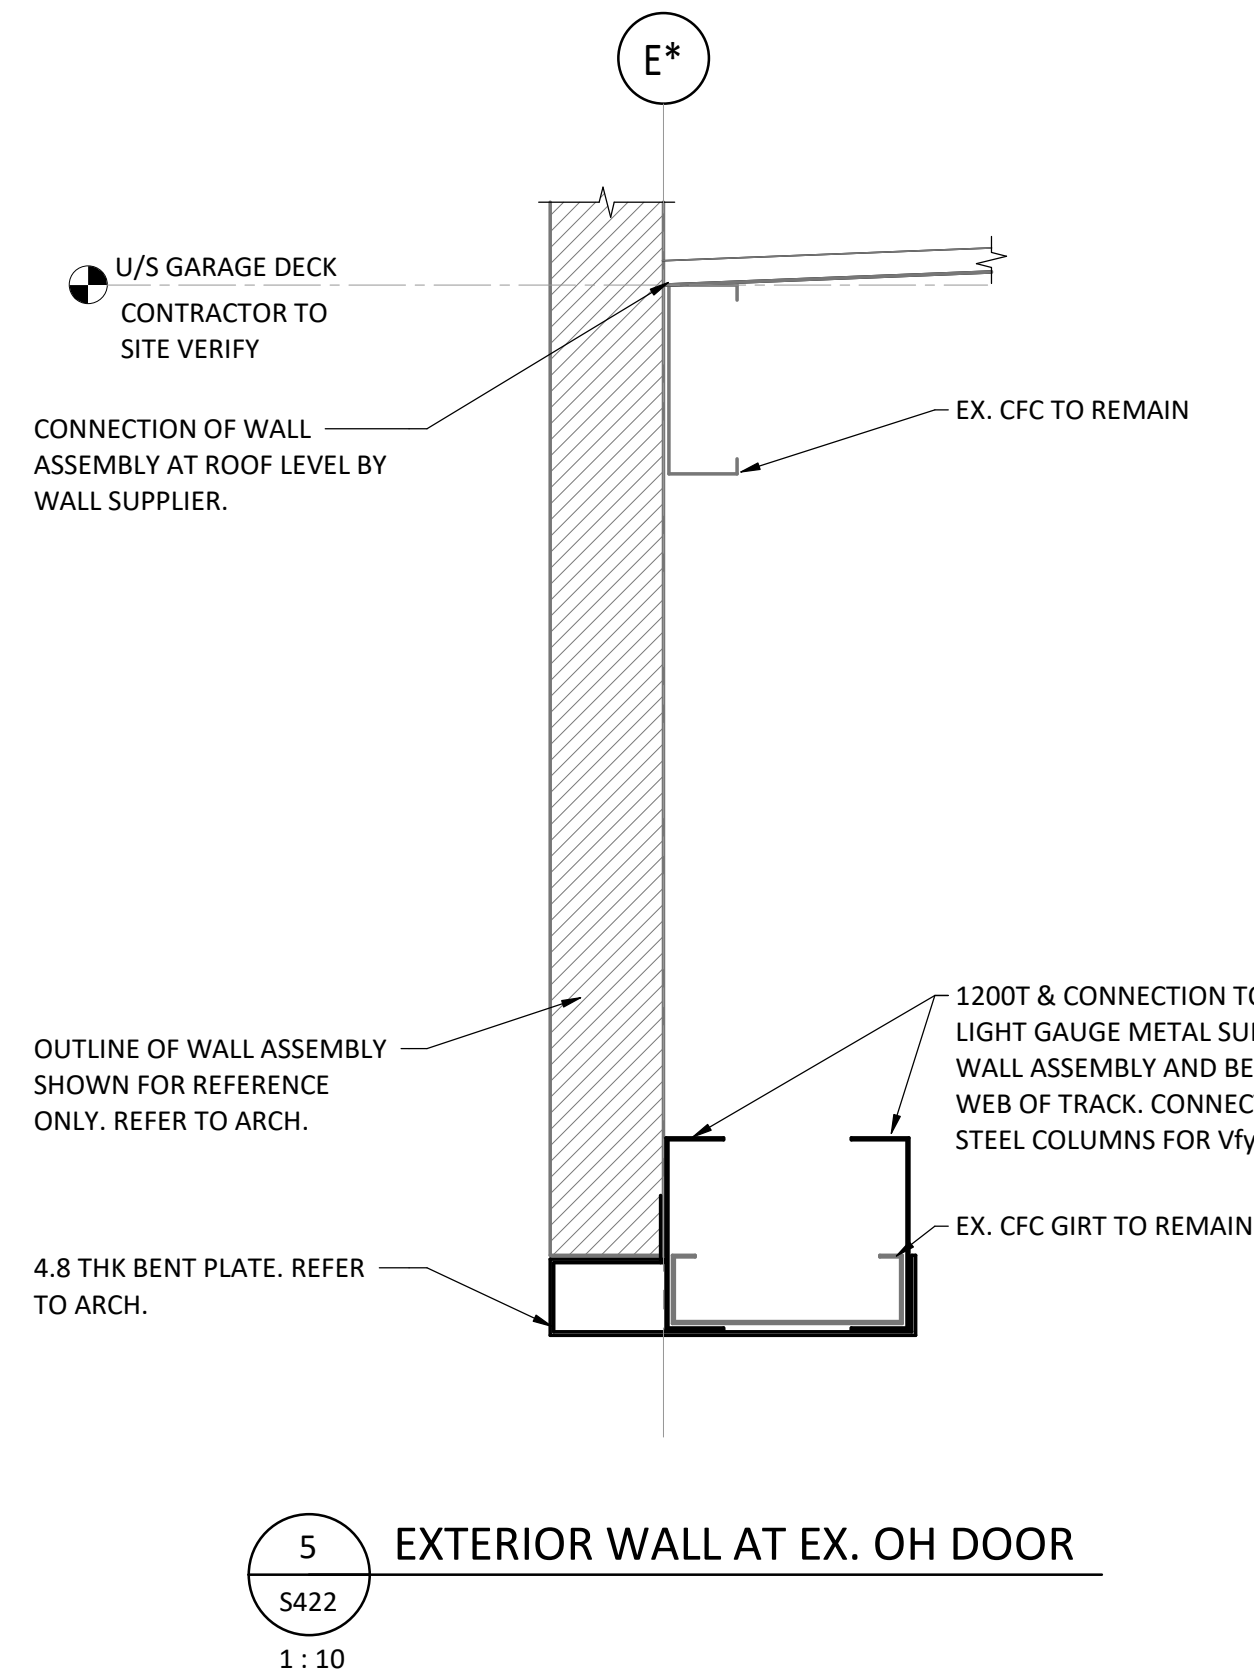 E*
U/S GARAGE DECK
CONTRACTOR TO
SITE VERIFY
CONNECTION OF WALL
ASSEMBLY AT ROOF LEVEL BY
WALL SUPPLIER.
EX. CFC TO REMAIN
OUTLINE OF WALL ASSEMBLY
SHOWN FOR REFERENCE
ONLY. REFER TO ARCH.
1200T & CONNECTION
LIGHT GAUGE METAL
WALL ASSEMBLY AND
WEB OF TRACK.
STEEL COLUMNS FOR Vfy
EX. CFC GIRT TO REMAIN
4.8 THK BENT PLATE. REFER
TO ARCH.
5
EXTERIOR WALL AT EX. OH DOOR
S422
1 : 10